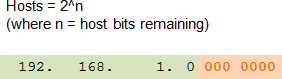 Hosts = 2^n
(where n = host bits remaining)
192. 168. 1. 0 000 0000